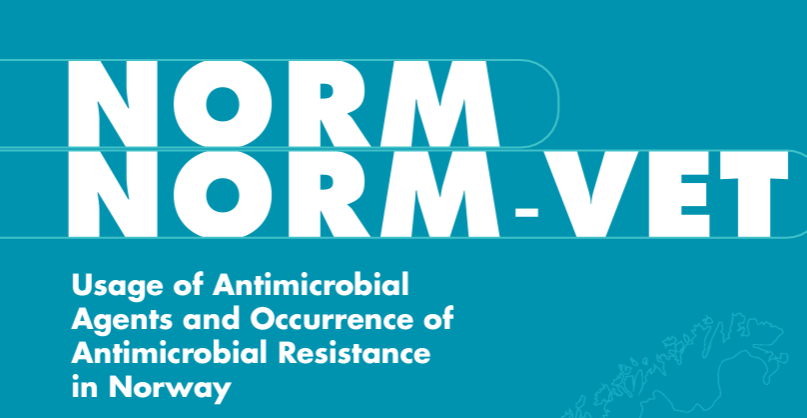 NORM
NORM-VET
Usage of Antimicrobial
Agents and Occurrence of
Antimicrobial Resistance
in Norway